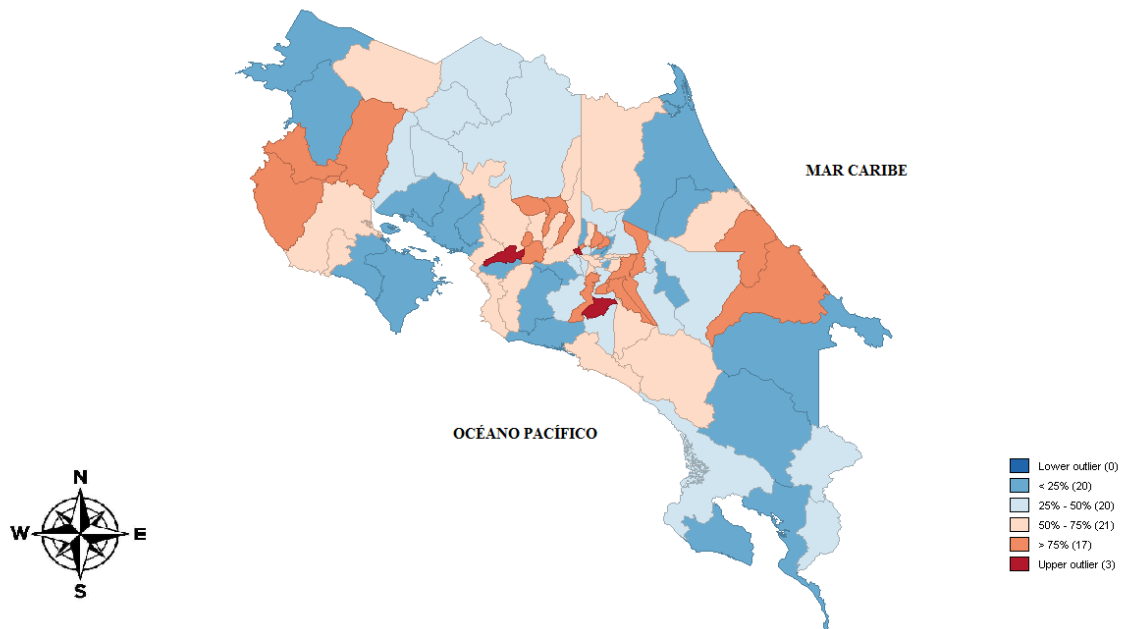 MAR CARIBE
OCÉANO PACÍFICO
N
W
E
S
Lower outlier (0)
< 25% (20)
25% - 50% (20)
50% - 75% (21)
> 75% (17)
Upper outlier (3)